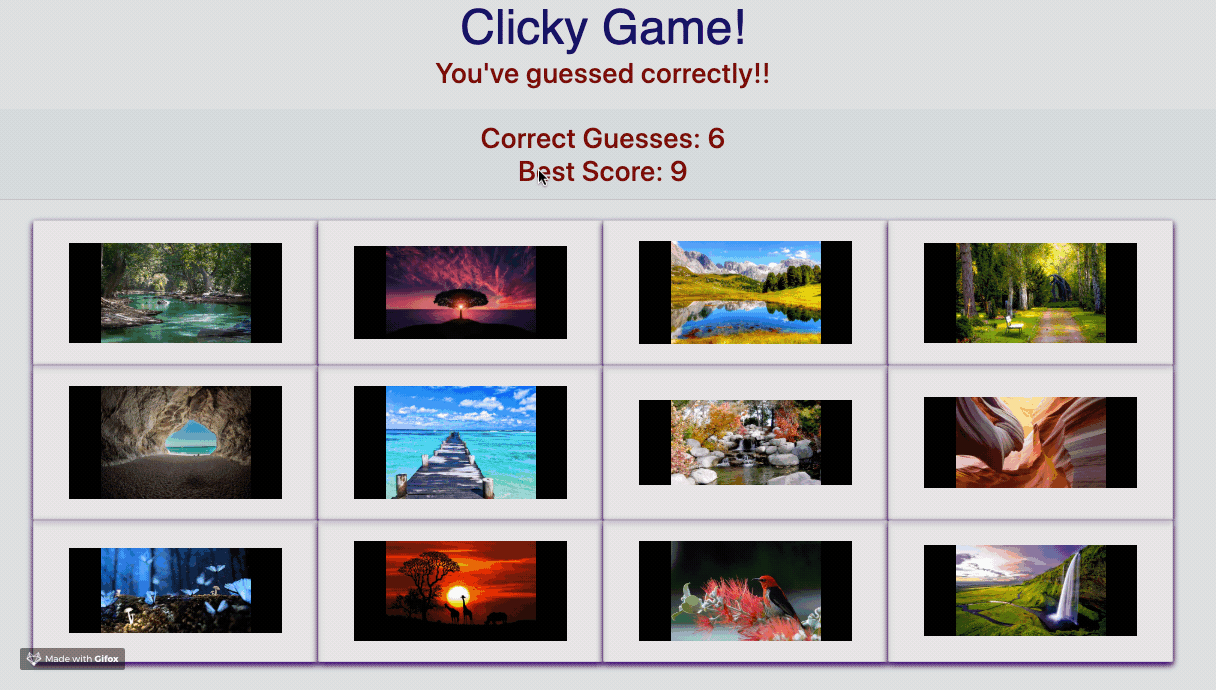 Clicky Game!
You've guessed correctly!!
Correct Guesses: 6
Best Score: 9
Made with Gifox